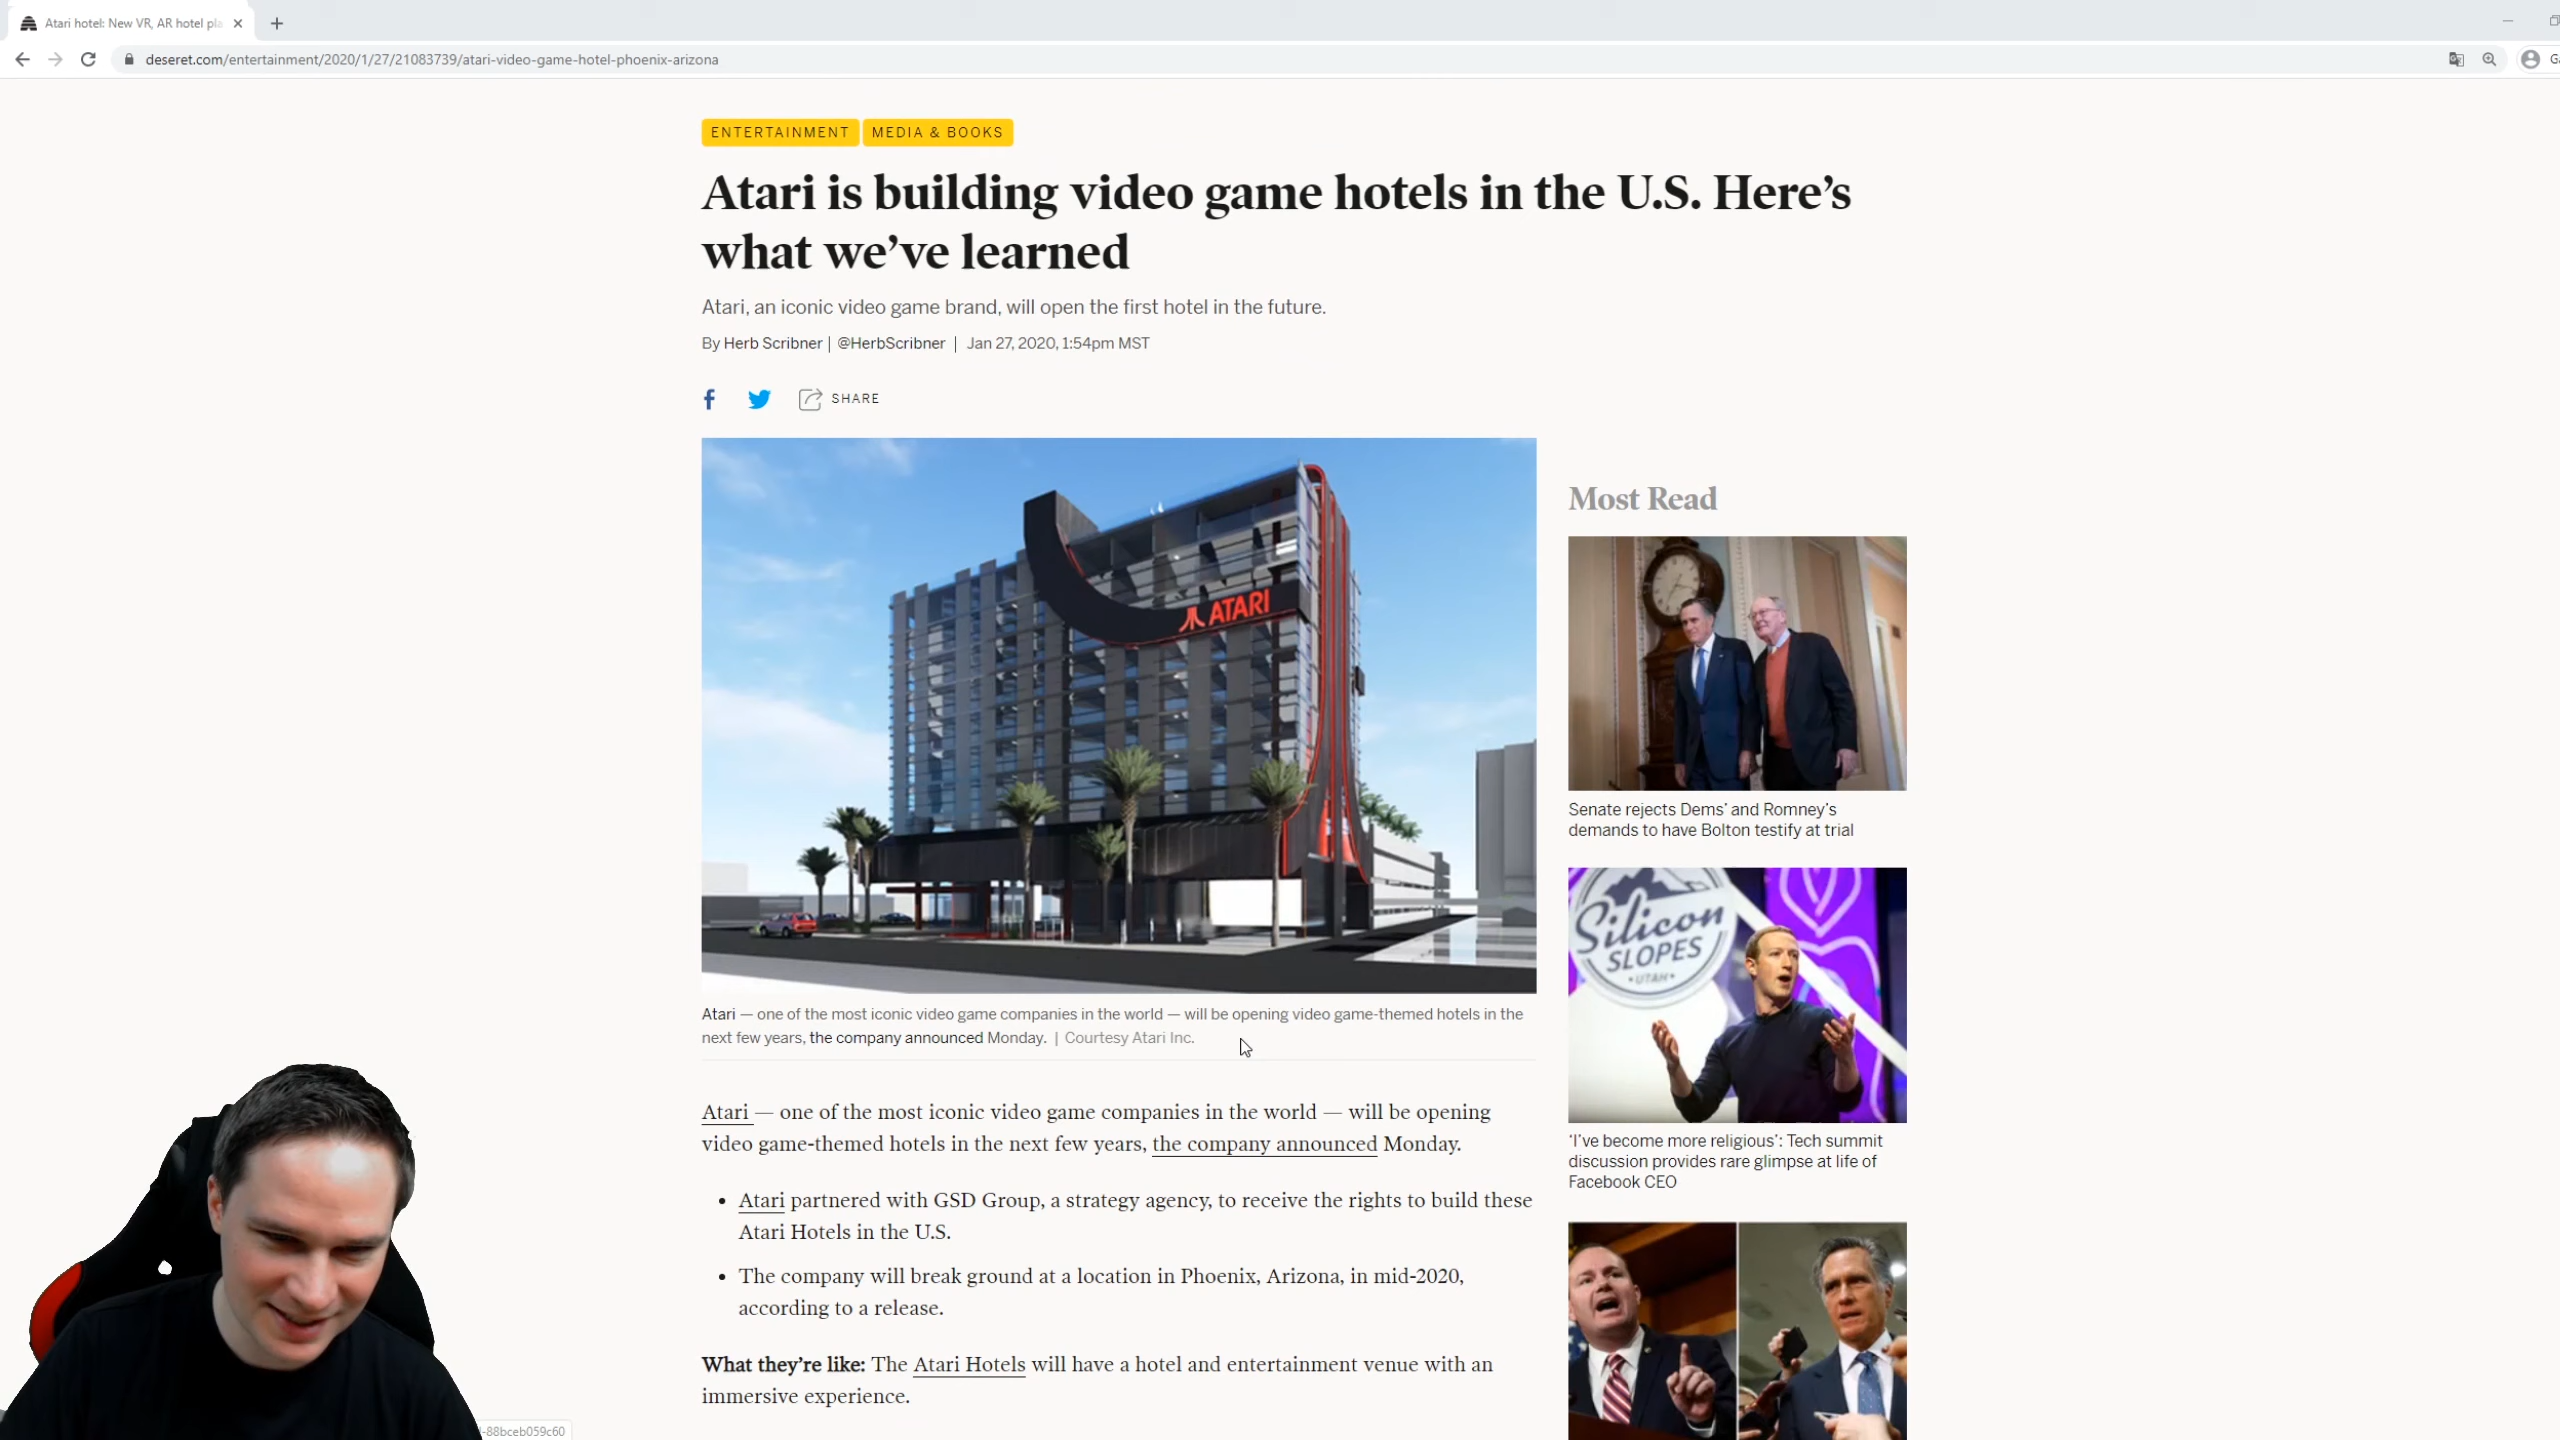 Atari hotel: New VR, AR hotel pla
deseret.com/entertainment/2020/1/27/21083739/atari-video-game-hotel-phoenix-arizona
ENTERTAINMENT MEDIA & BOOKS
Atari is building video game hotels in the U.S. Here’s
what we’ve learned
Atari, an iconic video game brand, will open the first hotel in the future.
By Herb Scribner | @HerbScribner | Jan 27, 2020, 1:54pm MST
SHARE
ATARI
Atari — one of the most iconic video game companies in the world — will be opening video game-themed hotels in the
next few years, the company announced Monday. | Courtesy Atari Inc.
Atari — one of the most iconic video game companies in the world — will be opening
video game-themed hotels in the next few years, the company announced Monday.
• Atari partnered with GSD Group, a strategy agency, to receive the rights to build these
Atari Hotels in the U.S.
• The company will break ground at a location in Phoenix, Arizona, in mid-2020,
according to a release.
What they’re like: The Atari Hotels will have a hotel and entertainment venue with an
immersive experience.
Most Read
Senate rejects Dems’ and Romney’s
demands to have Bolton testify at trial
Silicon
SLOPES
UTAH
‘I’ve become more religious’: Tech summit
discussion provides rare glimpse at life of
Facebook CEO
-88bceb059c60